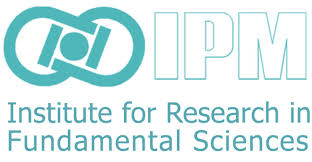 IPM
Institute for Research in
Fundamental Sciences